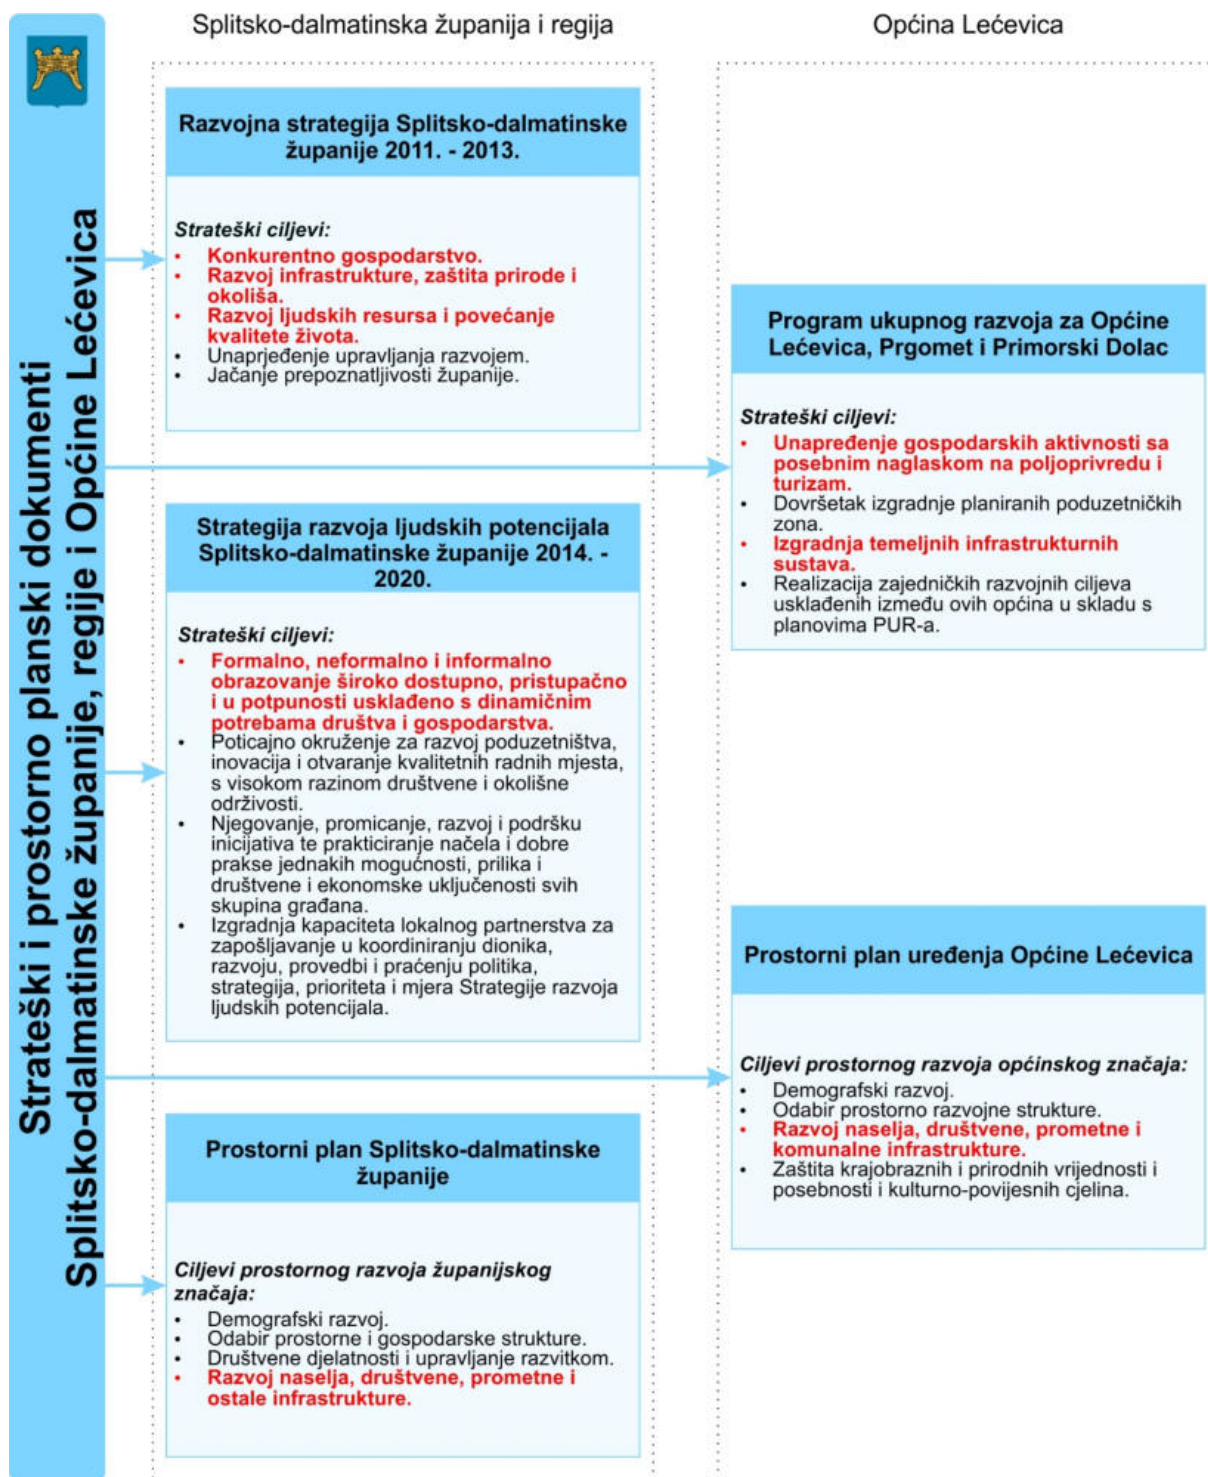 Strateški i prostorno planski dokumenti
Splitsko-dalmatinske županije, regije i Općine Lećevica
Splitsko-dalmatinska županija i regija
Razvojna strategija Splitsko-dalmatinske
županije 2011. - 2013.
Strateški ciljevi:
• Konkurentno gospodarstvo.
• Razvoj infrastrukture, zaštita prirode i
okoliša.
• Razvoj ljudskih resursa i povećanje
kvalitete života.
• Unaprjeđenje upravljanja razvojem.
• Jačanje prepoznatljivosti županije.
Strategija razvoja ljudskih potencijala
Splitsko-dalmatinske županije 2014. -
2020.
Strateški ciljevi:
• Formalno, neformalno i informalno
obrazovanje široko dostupno, pristupačno
i u potpunosti usklađeno s dinamičnim
potrebama društva i gospodarstva.
• Poticajno okruženje za razvoj poduzetništva,
inovacija i otvaranje kvalitetnih radnih mjesta,
s visokom razinom društvene i okolišne
održivosti.
• Njegovanje, promicanje, razvoj i podršku
inicijativa te prakticiranje načela i dobre
prakse jednakih mogućnosti, prilika i
društvene i ekonomske uključenosti svih
skupina građana.
• Izgradnja kapaciteta lokalnog partnerstva za
zapošljavanje u koordiniranju dionika,
razvoju, provedbi i praćenju politika,
strategija, prioriteta i mjera Strategije razvoja
ljudskih potencijala.
Prostorni plan Splitsko-dalmatinske
županije
Ciljevi prostornog razvoja županijskog
značaja:
• Demografski razvoj.
• Odabir prostorne i gospodarske strukture.
• Društvene djelatnosti i upravljanje razvitkom.
• Razvoj naselja, društvene, prometne i
ostale infrastrukture.
Općina Lećevica
Program ukupnog razvoja za Općine
Lećevica, Prgomet i Primorski Dolac
Strateški ciljevi:
• Unapređenje gospodarskih aktivnosti sa
posebnim naglaskom na poljoprivredu i
turizam.
• Dovršetak izgradnje planiranih poduzetničkih
zona.
• Izgradnja temeljnih infrastrukturnih
sustava.
• Realizacija zajedničkih razvojnih ciljeva
usklađenih između ovih općina u skladu s
planovima PUR-a.
Prostorni plan uređenja Općine Lećevica
Ciljevi prostornog razvoja općinskog značaja:
• Demografski razvoj.
• Odabir prostorno razvojne strukture.
• Razvoj naselja, društvene, prometne i
komunalne infrastrukture.
• Zaštita krajobraznih i prirodnih vrijednosti i
posebnosti i kulturno-povijesnih cjelina.